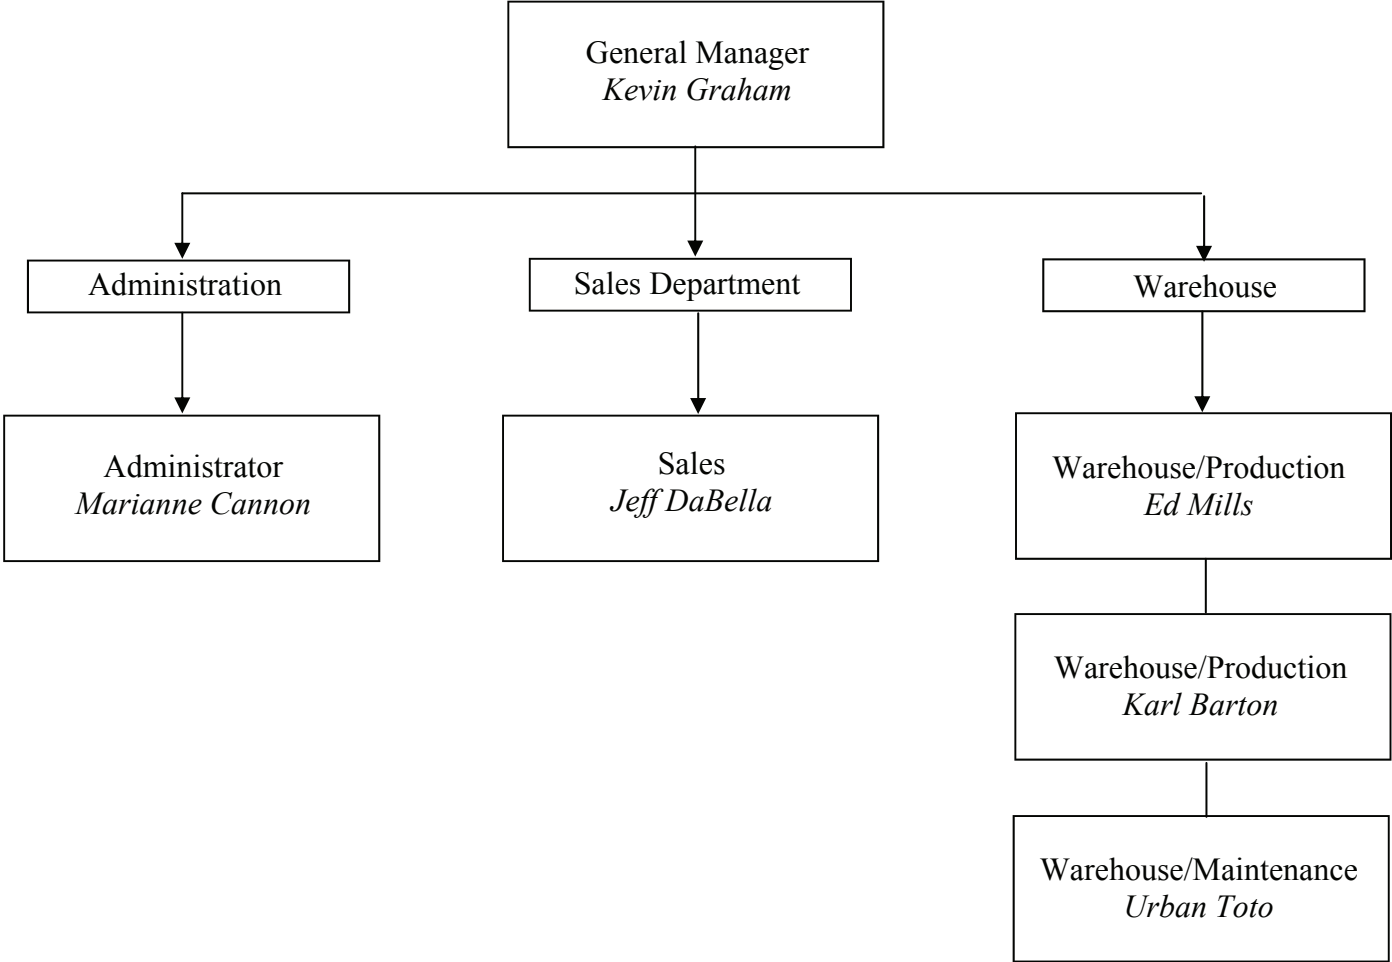 General Manager
Kevin Graham
Administration
Sales Department
Warehouse
Administrator
Marianne Cannon
Sales
Jeff DaBella
Warehouse/Production
Ed Mills
Warehouse/Production
Karl Barton
Warehouse/Maintenance
Urban Toto